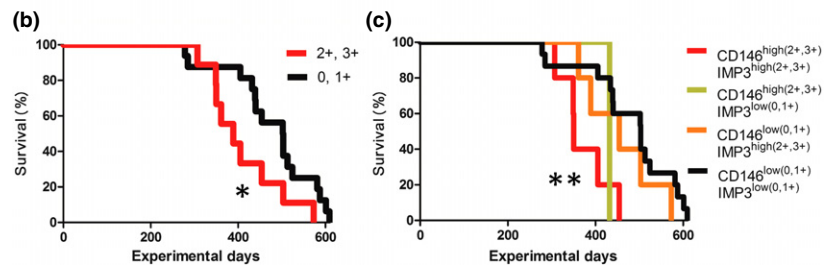 (b)
2+, 3+
0, 1+
Survival (%)
100
80
60
40
20
0
*
0 200 400 600
Experimental days
(c)
CD146high(2+,3+)
IMP3high(2+,3+)
CD146high(2+,3+)
IMP3low(0,1+)
CD146low(0,1+)
IMP3high(2+,3+)
CD146low(0,1+)
IMP3low(0,1+)
Survival (%)
100
80
60
40
20
0
**
0 200 400 600
Experimental days